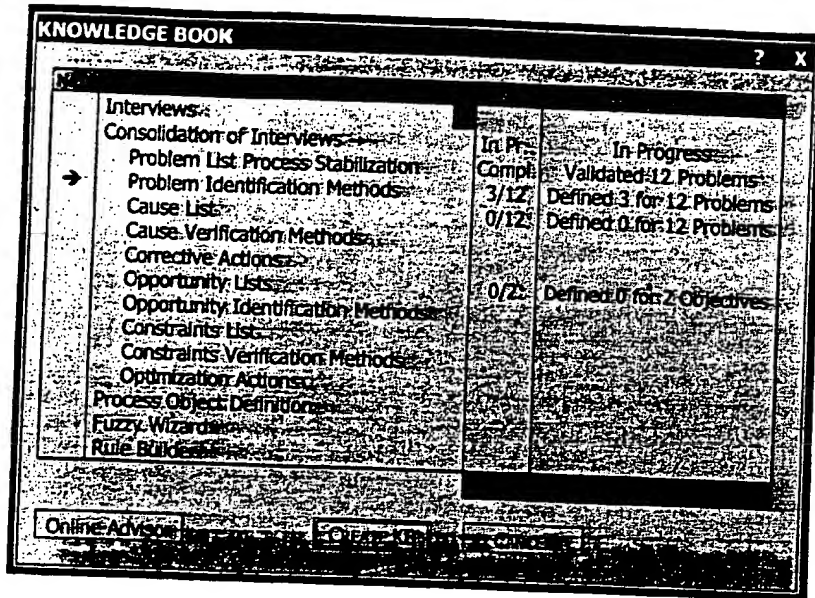 KNOWLEDGE BOOK
? X
Interviews
Consolidation of Interviews In Pr In Progress
Problem List Process Stabilization Compl Validated 12 Problems
Problem Identification Methods 3/12 Defined 3 for 12 Problems
Cause List 0/12 Defined 0 for 12 Problems
Cause Verification Methods
Corrective Actions
Opportunity Lists 0/2 Defined 0 for 2 Objectives
Opportunity Identification Methods
Constraints List
Constraints Verification Methods
Optimization Actions
Process Object Definition
Fuzzy Wizards
Rule Builder
Online Advisor